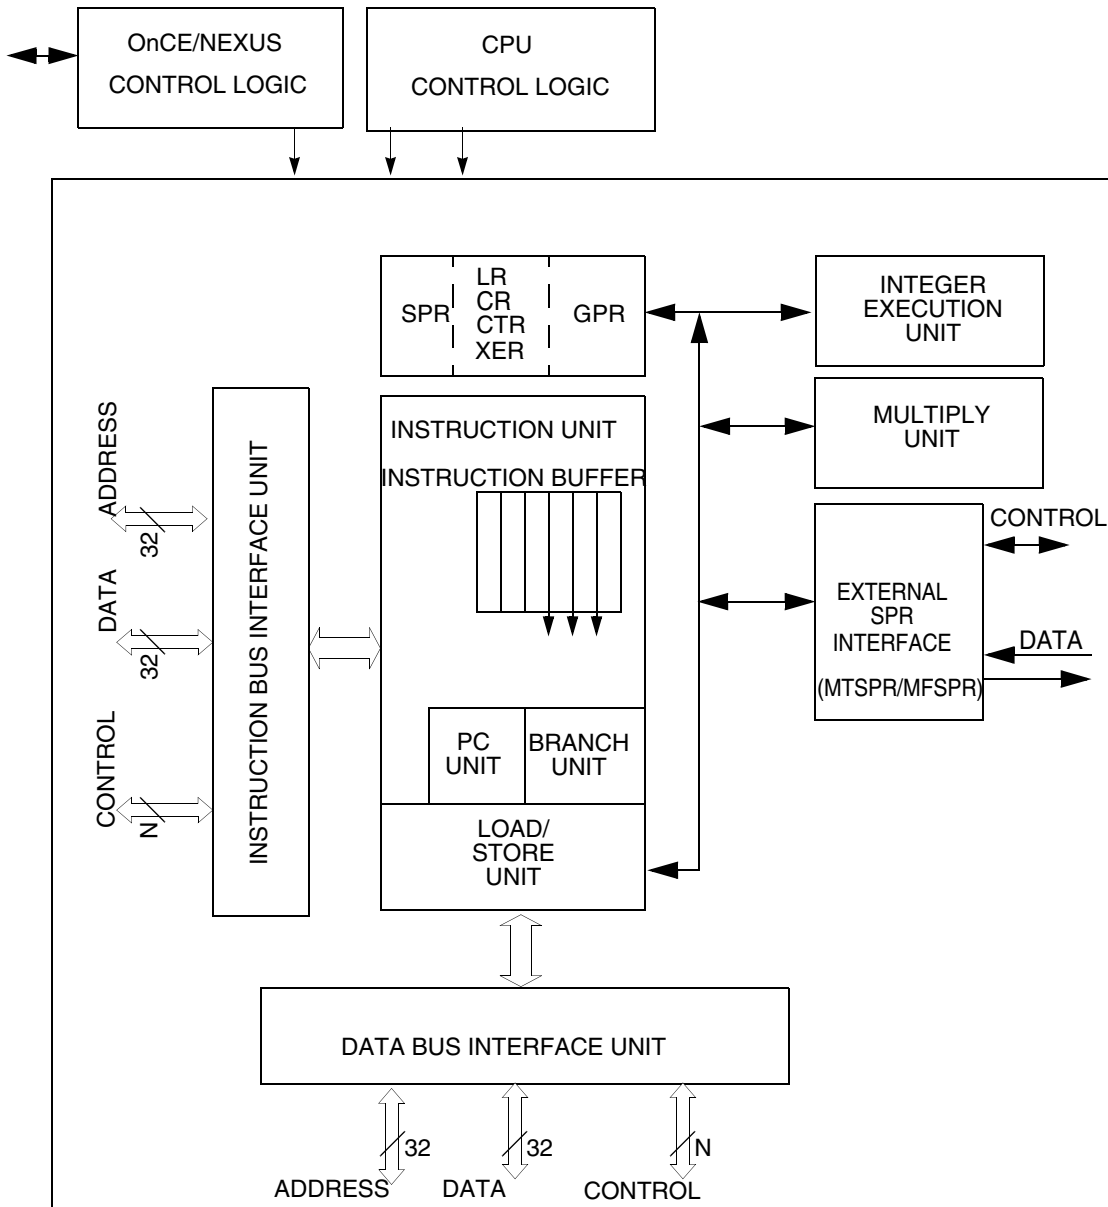 OnCE/NEXUS
CONTROL LOGIC
CPU
CONTROL LOGIC
SPR
LR
CR
CTR
XER
GPR
INTEGER
EXECUTION
UNIT
INSTRUCTION UNIT
INSTRUCTION BUFFER
MULTIPLY
UNIT
ADDRESS
32
DATA
32
CONTROL
N
INSTRUCTION BUS INTERFACE UNIT
CONTROL
EXTERNAL
SPR
INTERFACE
(MTSPR/MFSPR)
DATA
PC
UNIT
BRANCH
UNIT
LOAD/
STORE
UNIT
DATA BUS INTERFACE UNIT
32
32
N
ADDRESS
DATA
CONTROL